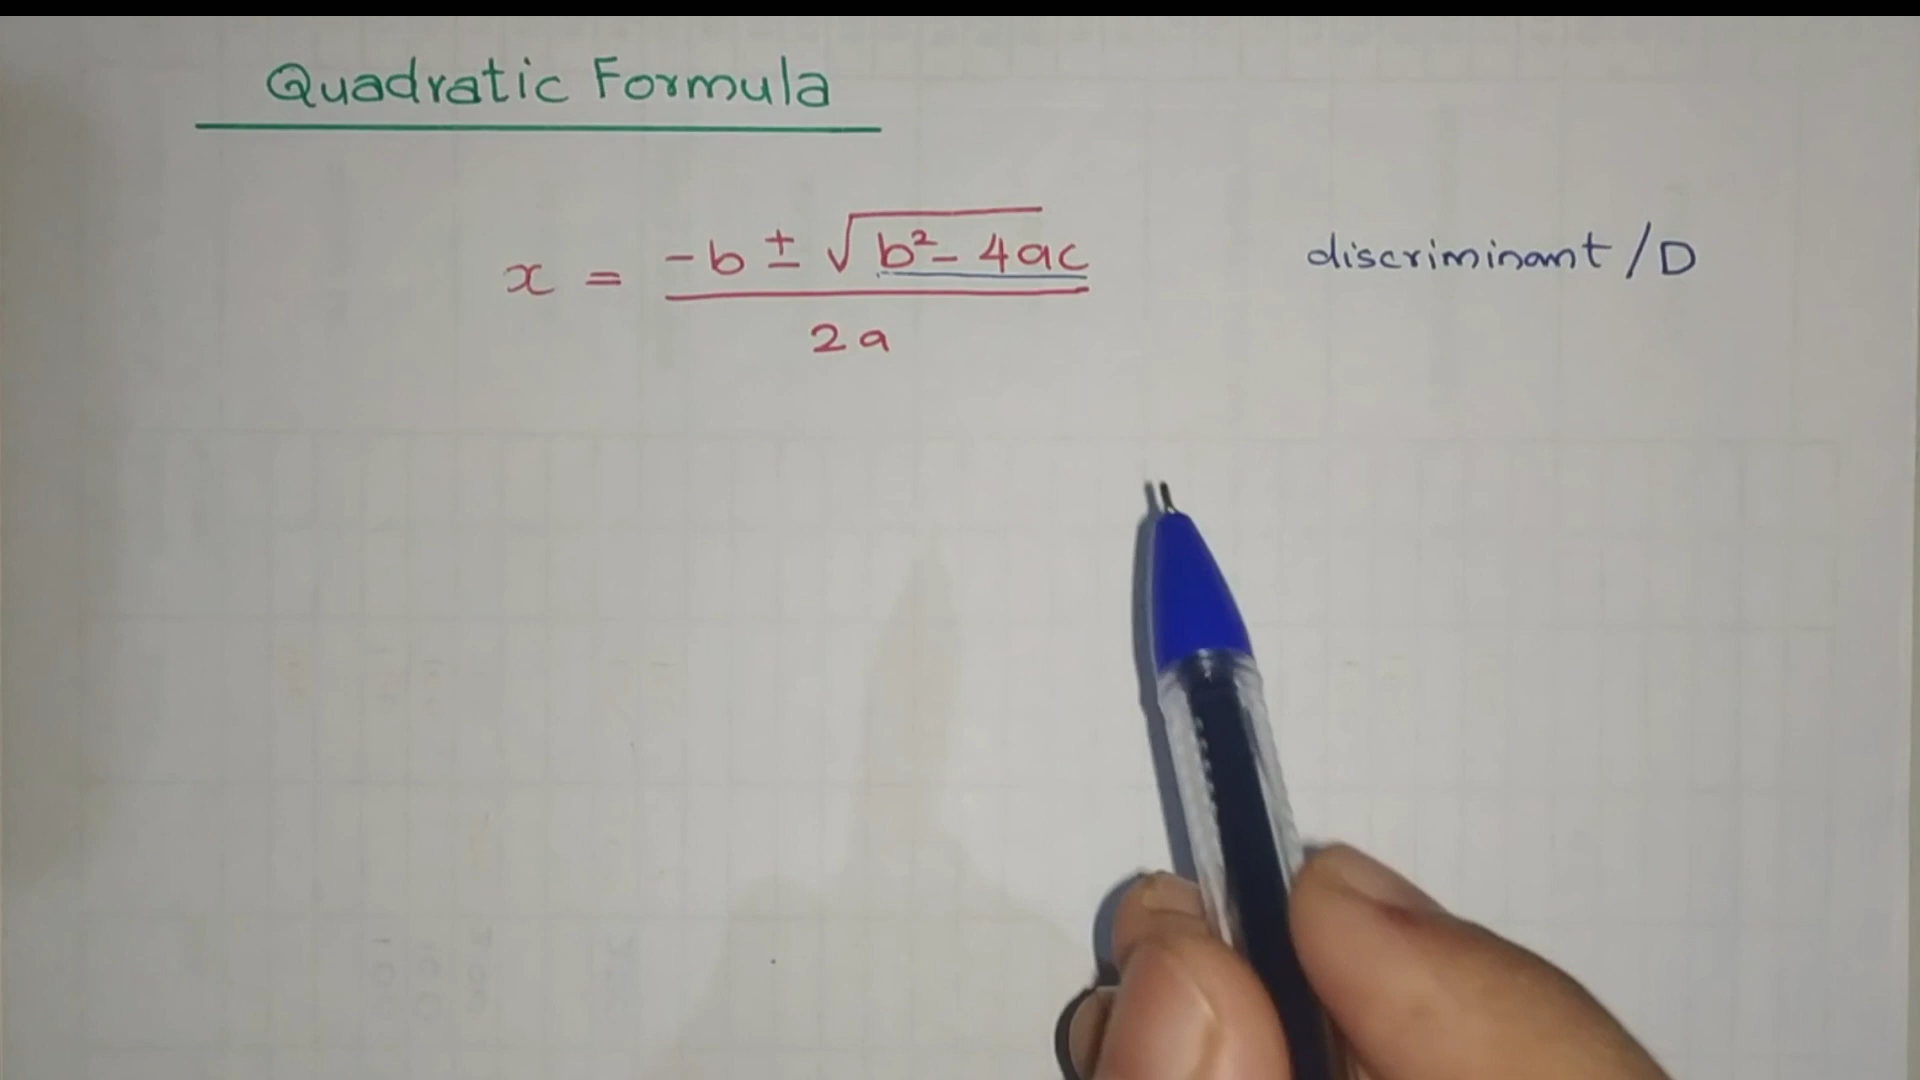 Quadratic Formula
x = -b ± √b² - 4ac / 2a
discriminant / D